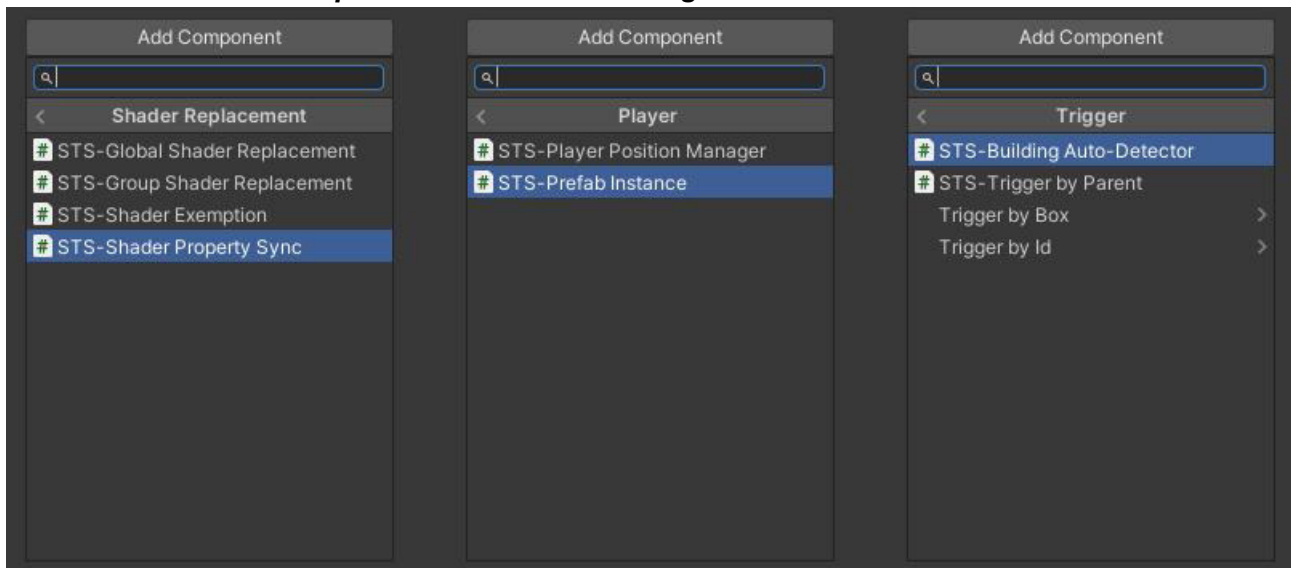 Add Component
Shader Replacement
STS-Global Shader Replacement
STS-Group Shader Replacement
STS-Shader Exemption
STS-Shader Property Sync
Add Component
Player
STS-Player Position Manager
STS-Prefab Instance
Add Component
Trigger
STS-Building Auto-Detector
STS-Trigger by Parent
Trigger by Box
Trigger by Id